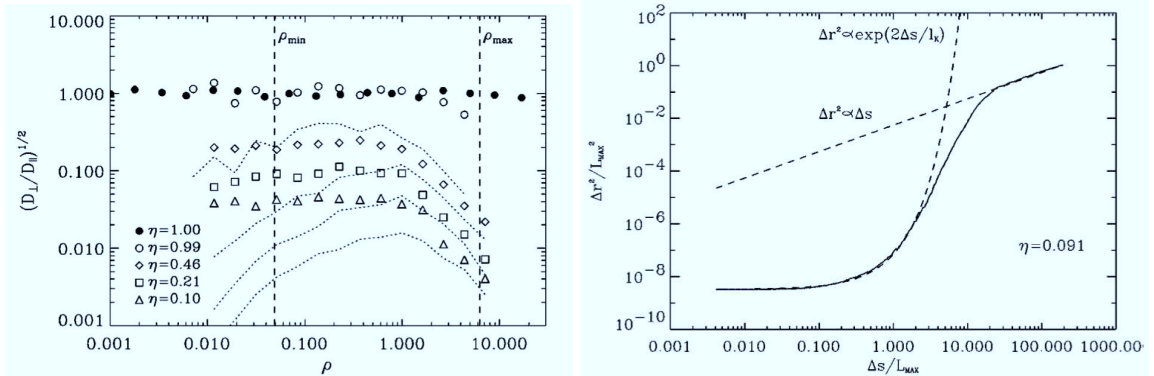 10.000
ρmin
ρmax
1.000
0.100
0.010
0.001
(D⊥/D∥)^1/2
η=1.00
η=0.99
η=0.46
η=0.21
η=0.10
0.001 0.010 0.100 1.000 10.000
ρ
10^2
10^0
10^-2
10^-4
10^-6
10^-8
10^-10
Δr²/L_MAX²
Δr²∝exp(2Δs/l_K)
Δr²∝Δs
η=0.091
0.001 0.010 0.100 1.000 10.000 100.000 1000.00
Δs/L_MAX